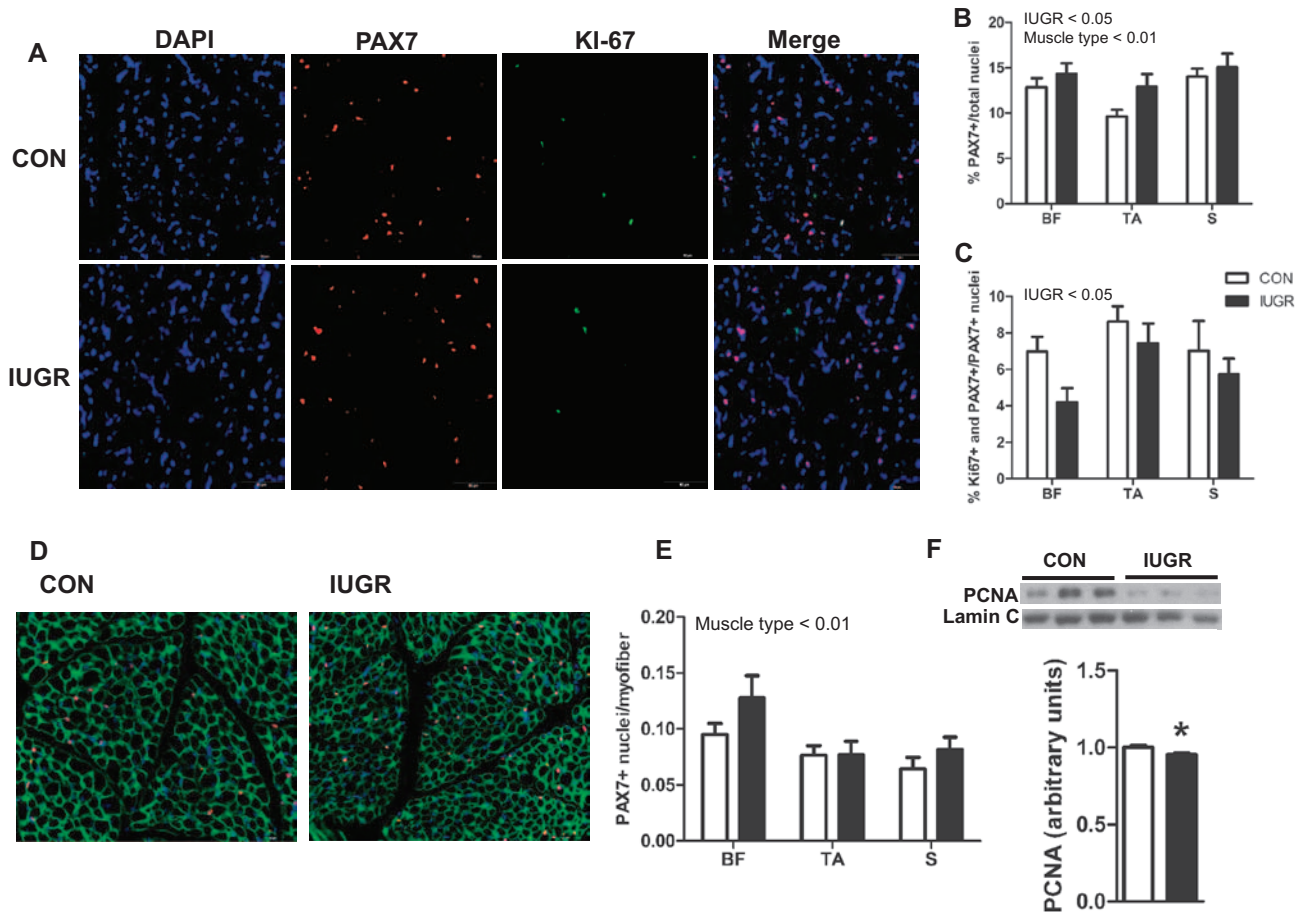 A
DAPI
PAX7
KI-67
Merge
CON
IUGR
B
IUGR < 0.05
Muscle type < 0.01
% PAX7+/total nuclei
20
15
10
5
0
BF
TA
S
C
CON
IUGR
IUGR < 0.05
% Ki67+ and PAX7+/PAX7+ nuclei
10
8
6
4
2
0
BF
TA
S
D
CON
IUGR
E
Muscle type < 0.01
PAX7+ nuclei/myofiber
0.20
0.15
0.10
0.05
0.00
BF
TA
S
F
CON
IUGR
PCNA
Lamin C
PCNA (arbitrary units)
1.5
1.0
0.5
0.0
*